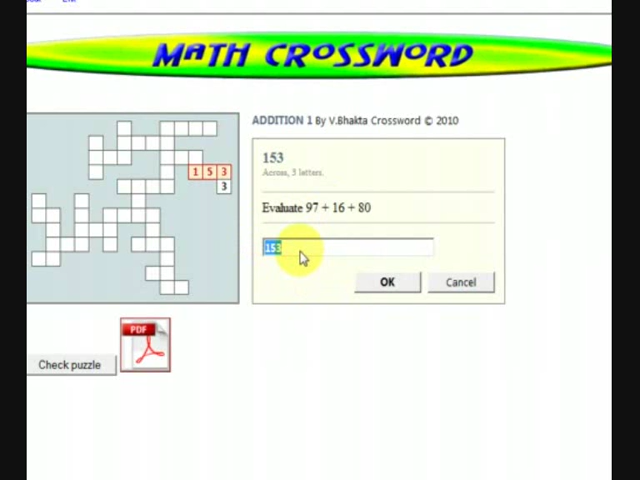 MATH CROSSWORD
ADDITION 1 By V.Bhakta Crossword © 2010
153
Across, 3 letters.
1 5 3
3
Evaluate 97 + 16 + 80
153
OK Cancel
PDF
Check puzzle